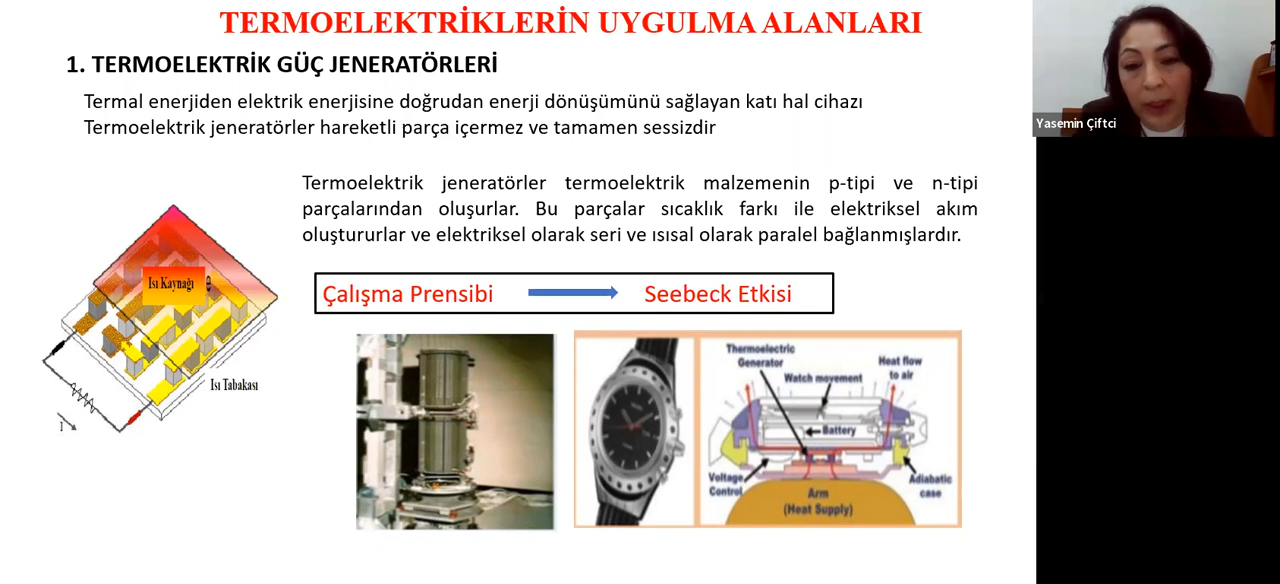 TERMOELEKTRİKLERİN UYGULMA ALANLARI
1. TERMOELEKTRİK GÜÇ JENERATÖRLERİ
Termal enerjiden elektrik enerjisine doğrudan enerji dönüşümünü sağlayan katı hal cihazı
Termoelektrik jeneratörler hareketli parça içermez ve tamamen sessizdir
Termoelektrik jeneratörler termoelektrik malzemenin p-tipi ve n-tipi
parçalarından oluşurlar. Bu parçalar sıcaklık farkı ile elektriksel akım
oluştururlar ve elektriksel olarak seri ve ısısal olarak paralel bağlanmışlardır.
Isı Kaynağı e
Isı Tabakası
I
Çalışma Prensibi Seebeck Etkisi
Thermoelectric
Generator
Watch movement
Heat flow
to air
Battery
Voltage
Control
Adiabatic
case
Arm
(Heat Supply)
Yasemin Çiftci